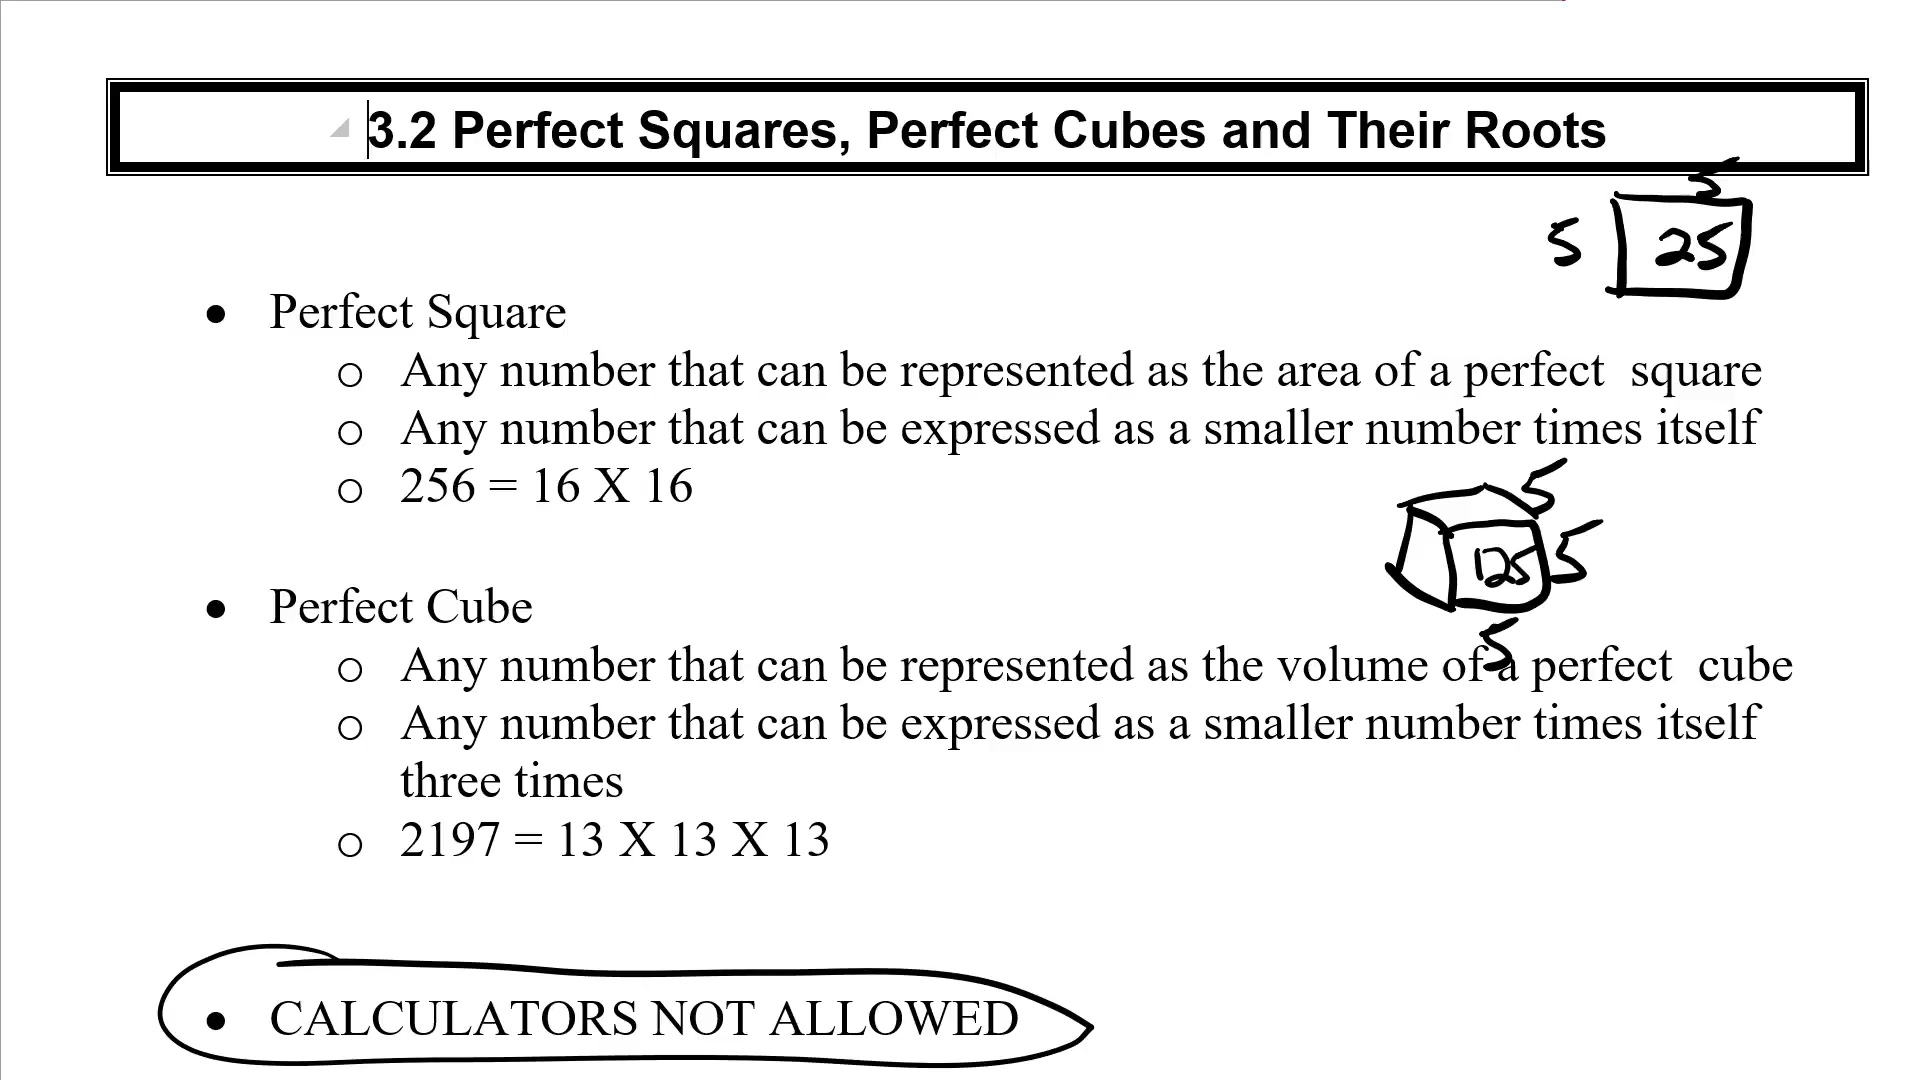 3.2 Perfect Squares, Perfect Cubes and Their Roots
5
5 25
• Perfect Square
o Any number that can be represented as the area of a perfect square
o Any number that can be expressed as a smaller number times itself
o 256 = 16 X 16
5
125 5
5
• Perfect Cube
o Any number that can be represented as the volume of a perfect cube
o Any number that can be expressed as a smaller number times itself
three times
o 2197 = 13 X 13 X 13
• CALCULATORS NOT ALLOWED